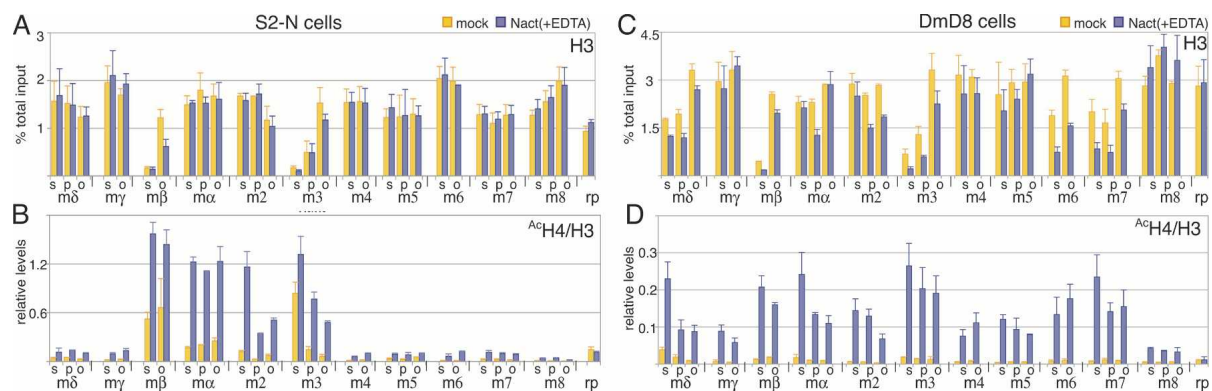 A S2-N cells mock Nact(+EDTA)
H3
% total input
3
2
1
s p o s o s o s p o s p o s p o s o s p o s o s p o s p o
mδ mγ mβ mα m2 m3 m4 m5 m6 m7 m8 rp
B
AcH4/H3
relative levels
1.2
0.6
s p o s o s o s p o s p o s p o s o s p o s o s p o s p o
mδ mγ mβ mα m2 m3 m4 m5 m6 m7 m8 rp
C DmD8 cells mock Nact(+EDTA)
H3
% total input
4.5
3
1.5
s p o s o s o s p o s p o s p o s o s p o s o s p o s p o
mδ mγ mβ mα m2 m3 m4 m5 m6 m7 m8 rp
D
AcH4/H3
relative levels
0.3
0.2
0.1
s p o s o s o s p o s p o s p o s o s p o s o s p o s p o
mδ mγ mβ mα m2 m3 m4 m5 m6 m7 m8 rp